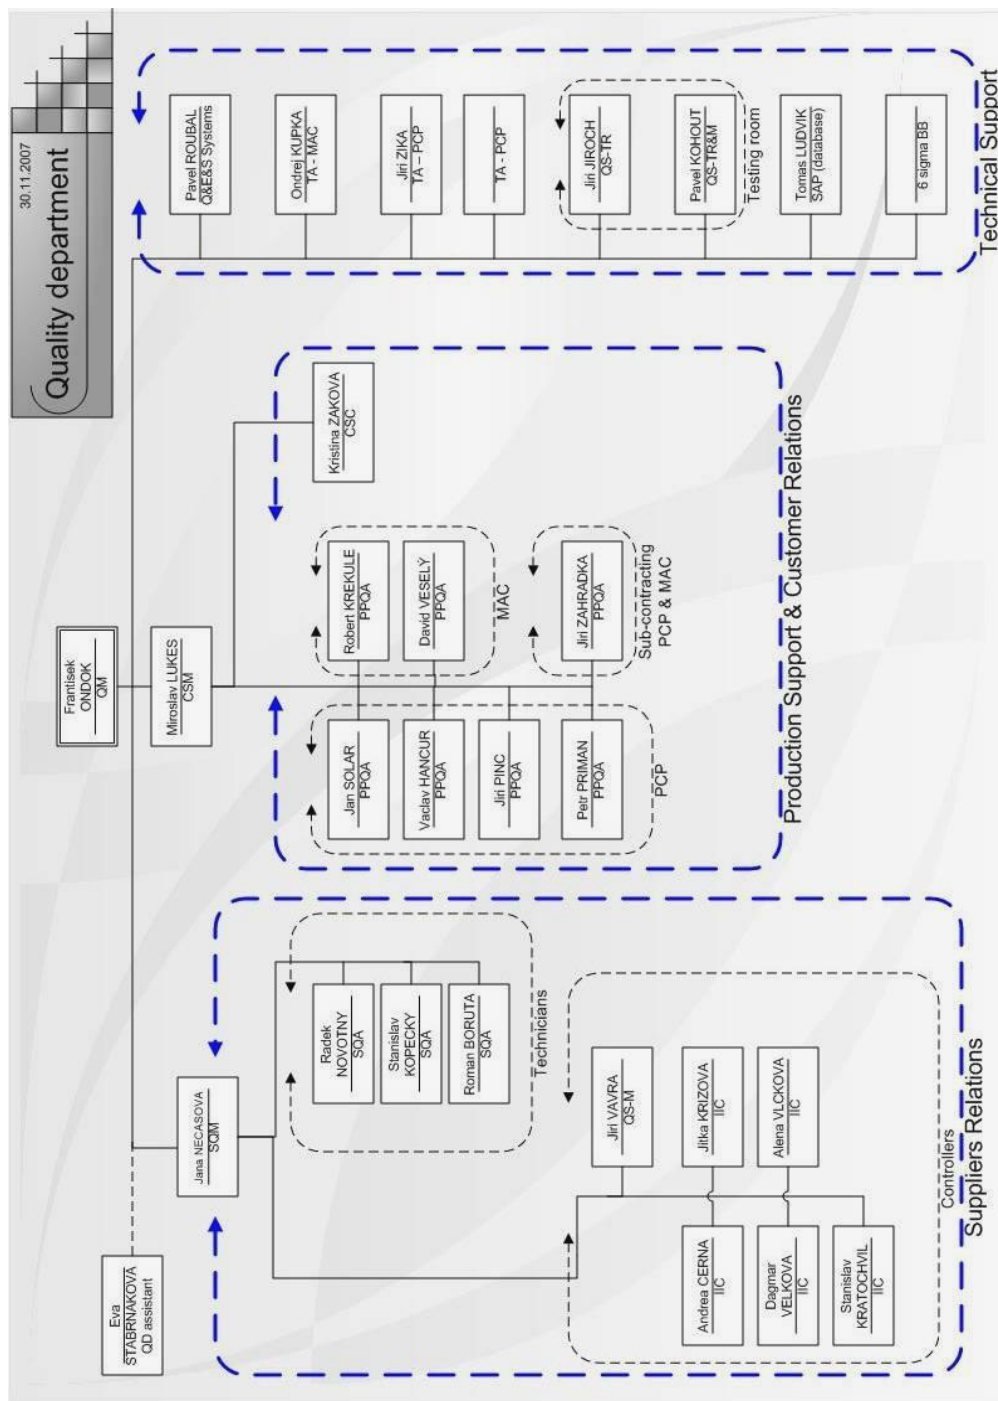 Quality department
30.11.2007
Frantisek
ONDOK
QM
Miroslav LUKES
CSM
Eva
STABRNAKOVA
QD assistant
Jana NECASOVA
SQM
Radek
NOVOTNY
SQA
Stanislav
KOPECKY
SQA
Roman BORUTA
SQA
Technicians
Jiri VAVRA
QS-M
Andrea CERNA
IIC
Jitka KRIZOVA
IIC
Dagmar
VELKOVA
IIC
Alena VLCKOVA
IIC
Stanislav
KRATOCHVIL
IIC
Controllers
Suppliers Relations
Jan SOLAR
PPQA
Vaclav HANCUR
PPQA
Jiri PINC
PPQA
Petr PRIMAN
PPQA
PCP
Robert KREKULE
PPQA
David VESELÝ
PPQA
MAC
Jiri ZAHRADKA
PPQA
Sub-contracting
PCP & MAC
Kristina ZAKOVA
CSC
Production Support & Customer Relations
Pavel ROUBAL
Q&E&S Systems
Ondrej KUPKA
TA - MAC
Jiri ZIKA
TA – PCP
TA - PCP
Jiri JIROCH
QS-TR
Pavel KOHOUT
QS-TR&M
Testing room
Tomas LUDVIK
SAP (database)
6 sigma BB
Technical Support